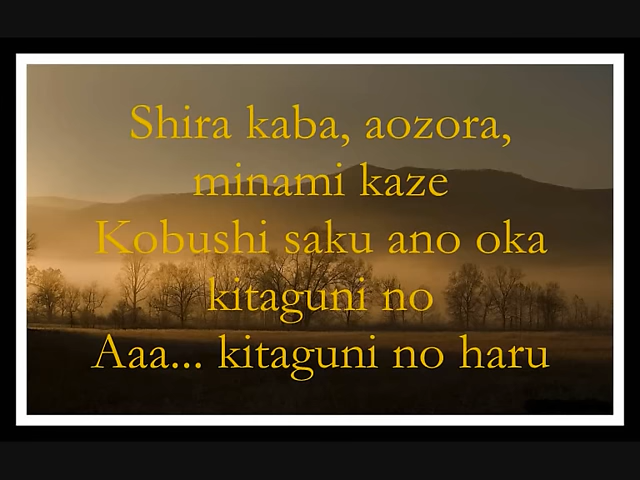 Shira kaba, aozora,
minami kaze
Kobushi saku ano oka
kitaguni no
Aaa... kitaguni no haru